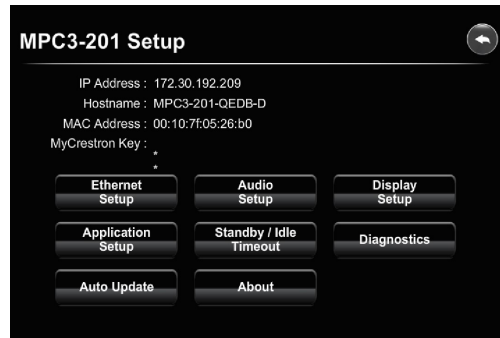 MPC3-201 Setup
IP Address : 172.30.192.209
Hostname : MPC3-201-QEDB-D
MAC Address : 00:10:7f:05:26:b0
MyCrestron Key :
*
*
Ethernet
Setup
Audio
Setup
Display
Setup
Application
Setup
Standby / Idle
Timeout
Diagnostics
Auto Update
About